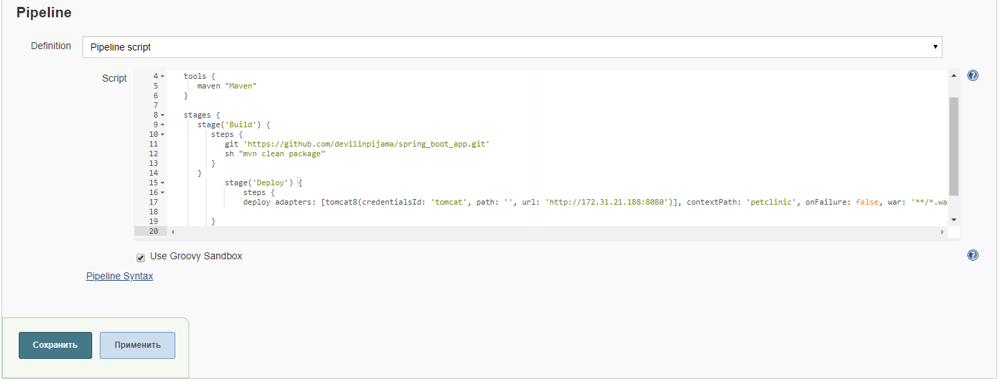 Pipeline
Definition
Pipeline script
Script
4 tools {
5 maven "Maven"
6 }
7
8 stages {
9 stage('Build') {
10 steps {
11 git 'https://github.com/devilinpijama/spring_boot_app.git'
12 sh "mvn clean package"
13 }
14 }
15 stage('Deploy') {
16 steps {
17 deploy adapters: [tomcat8(credentialsId: 'tomcat', path: '', url: 'http://172.31.21.188:8080')], contextPath: 'petclinic', onFailure: false, war: '**/*.wa
18
19 }
20
Use Groovy Sandbox
Pipeline Syntax
Сохранить
Применить